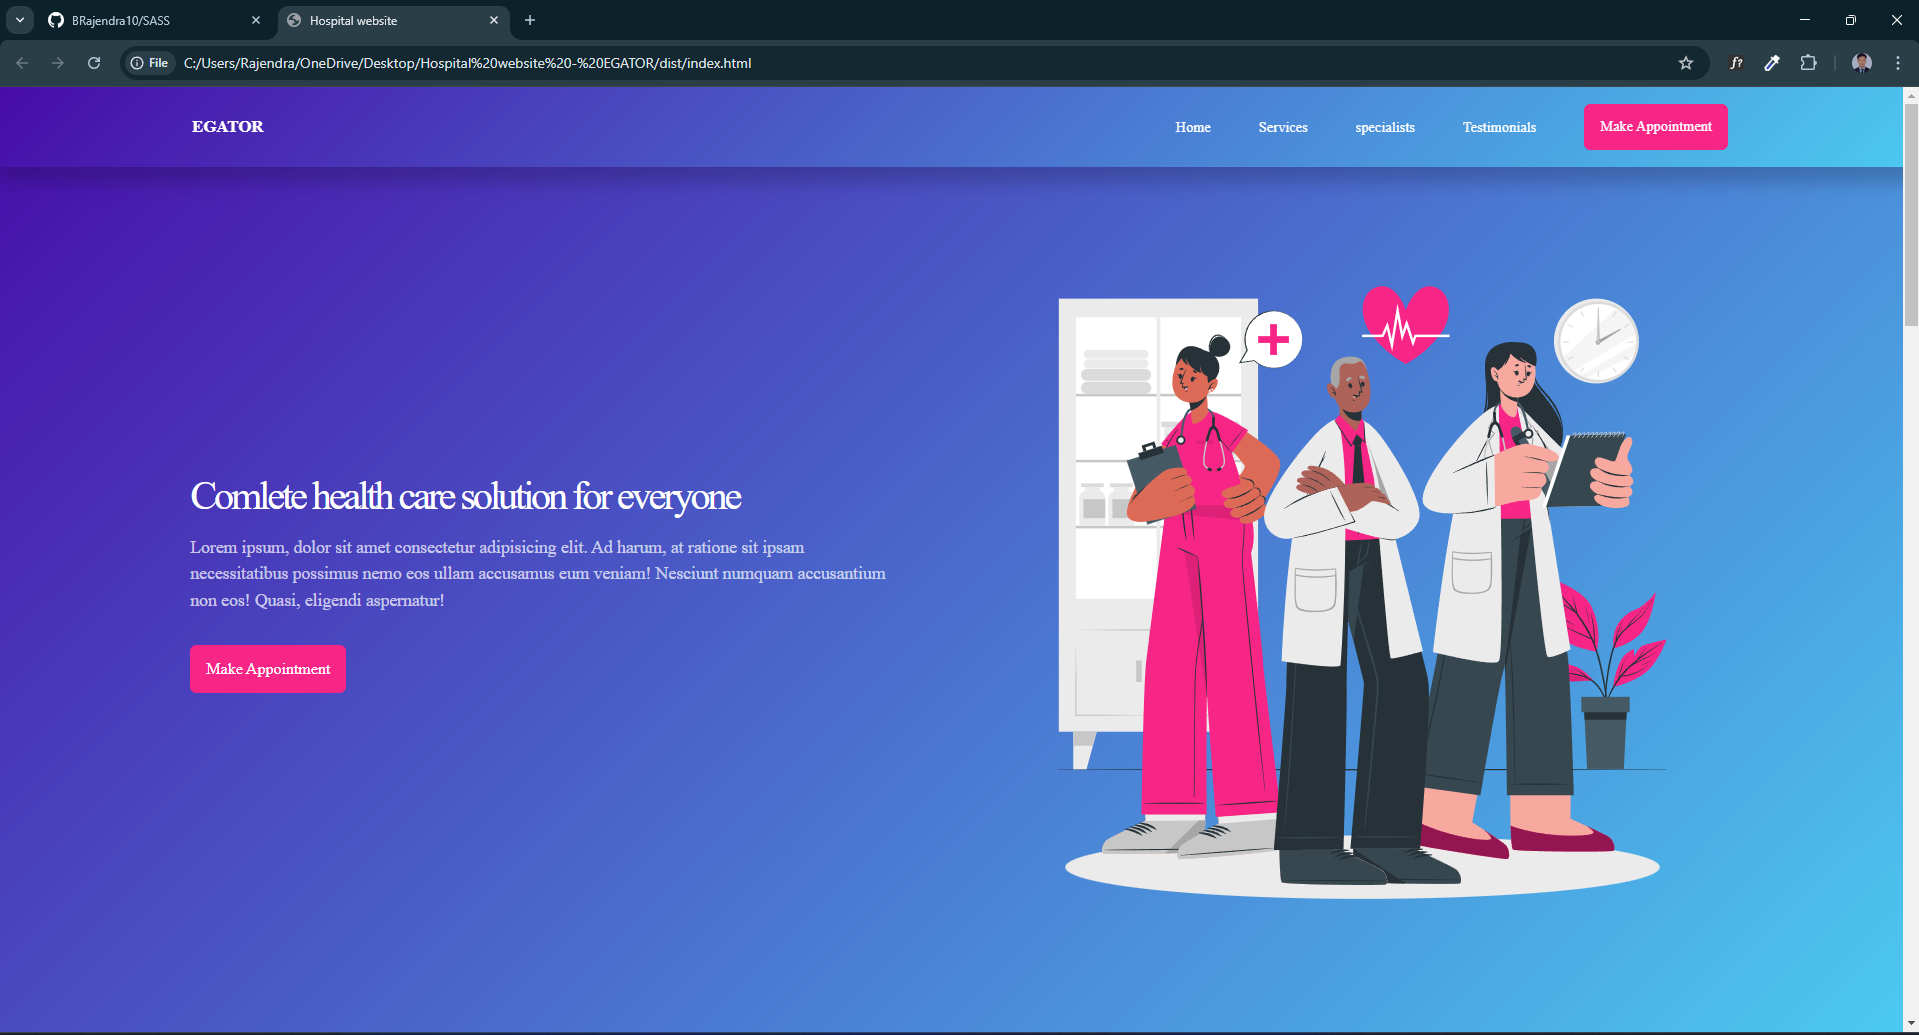 BRajendra10/SASS
Hospital website
File
C:/Users/Rajendra/OneDrive/Desktop/Hospital%20website%20-%20EGATOR/dist/index.html
f?
EGATOR
Home
Services
specialists
Testimonials
Make Appointment
Comlete health care solution for everyone
Lorem ipsum, dolor sit amet consectetur adipisicing elit. Ad harum, at ratione sit ipsam
necessitatibus possimus nemo eos ullam accusamus eum veniam! Nesciunt numquam accusantium
non eos! Quasi, eligendi aspernatur!
Make Appointment